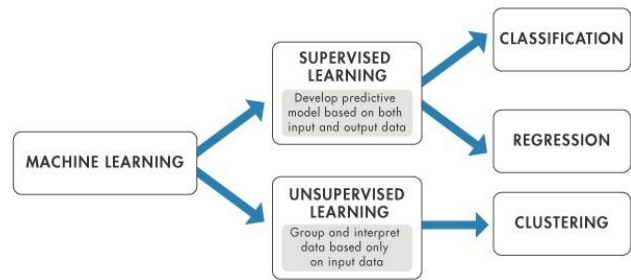 MACHINE LEARNING
SUPERVISED
LEARNING
Develop predictive
model based on both
input and output data
CLASSIFICATION
REGRESSION
UNSUPERVISED
LEARNING
Group and interpret
data based only
on input data
CLUSTERING